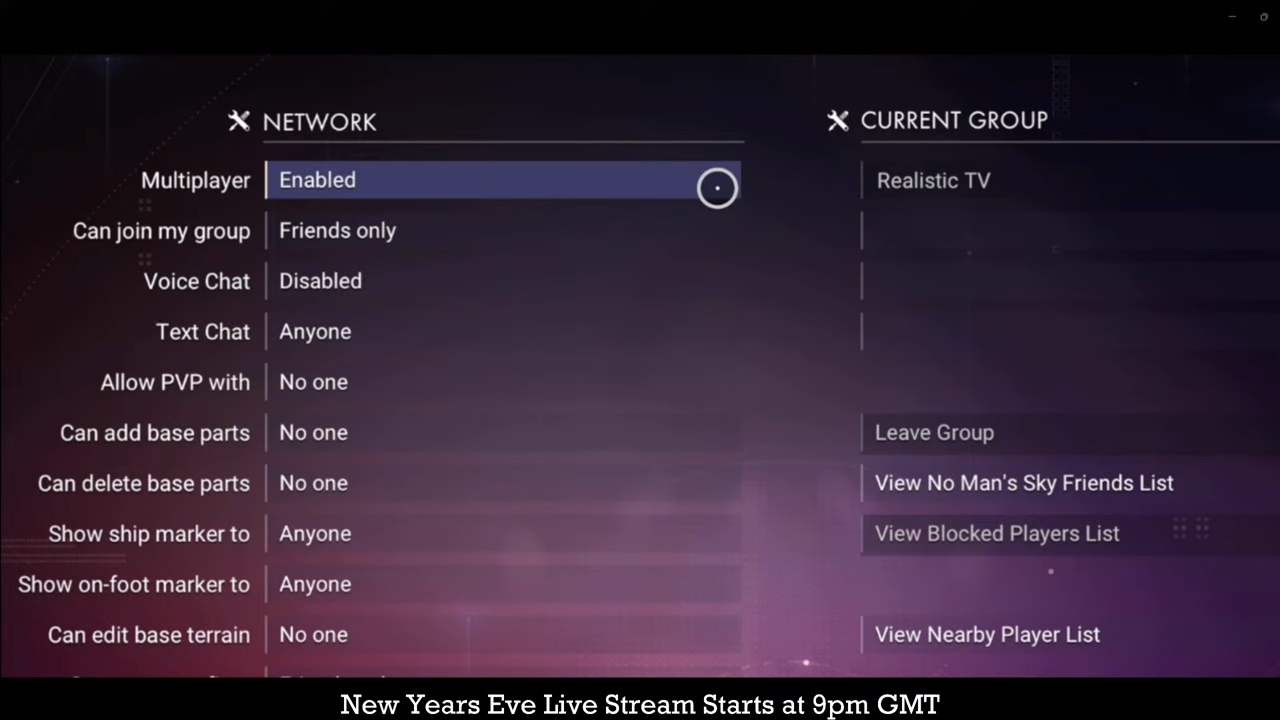 NETWORK
Multiplayer Enabled
Can join my group Friends only
Voice Chat Disabled
Text Chat Anyone
Allow PVP with No one
Can add base parts No one
Can delete base parts No one
Show ship marker to Anyone
Show on-foot marker to Anyone
Can edit base terrain No one
CURRENT GROUP
Realistic TV
Leave Group
View No Man's Sky Friends List
View Blocked Players List
View Nearby Player List
New Years Eve Live Stream Starts at 9pm GMT